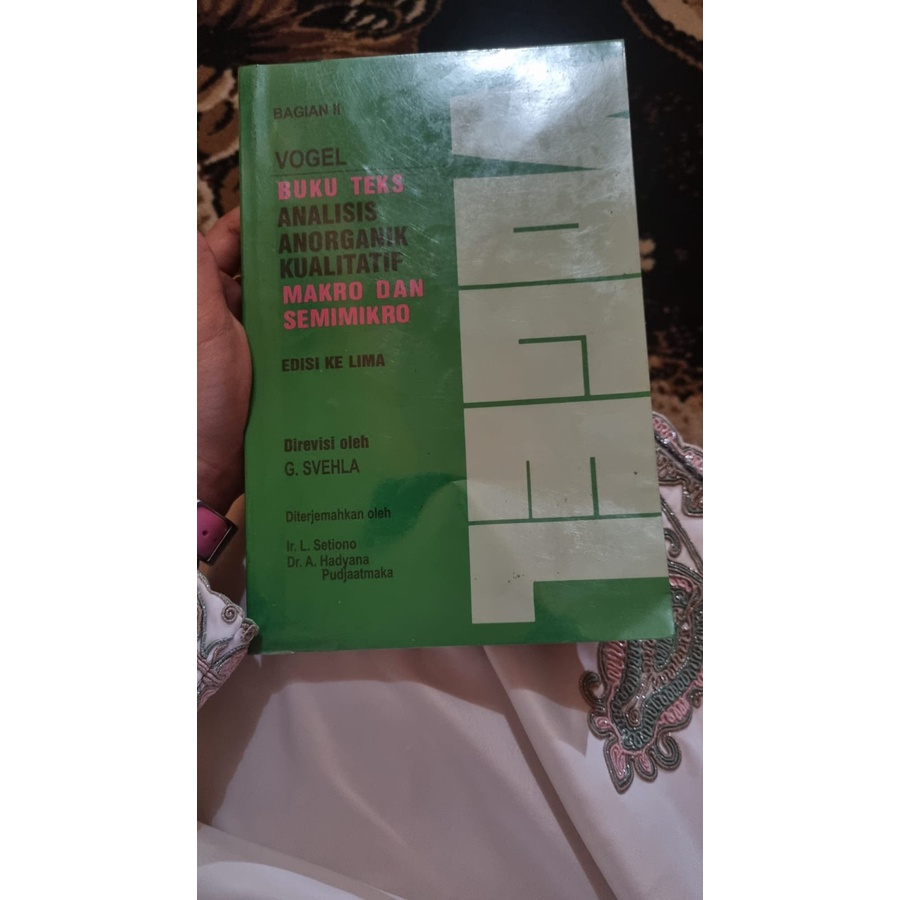 BAGIAN II
VOGEL
BUKU TEKS
ANALISIS
ANORGANIK
KUALITATIF
MAKRO DAN
SEMIMIKRO
EDISI KE LIMA
Direvisi oleh
G. SVEHLA
Diterjemahkan oleh
Ir. L. Setiono
Dr. A. Hadyana
Pudjaatmaka
VOGEL